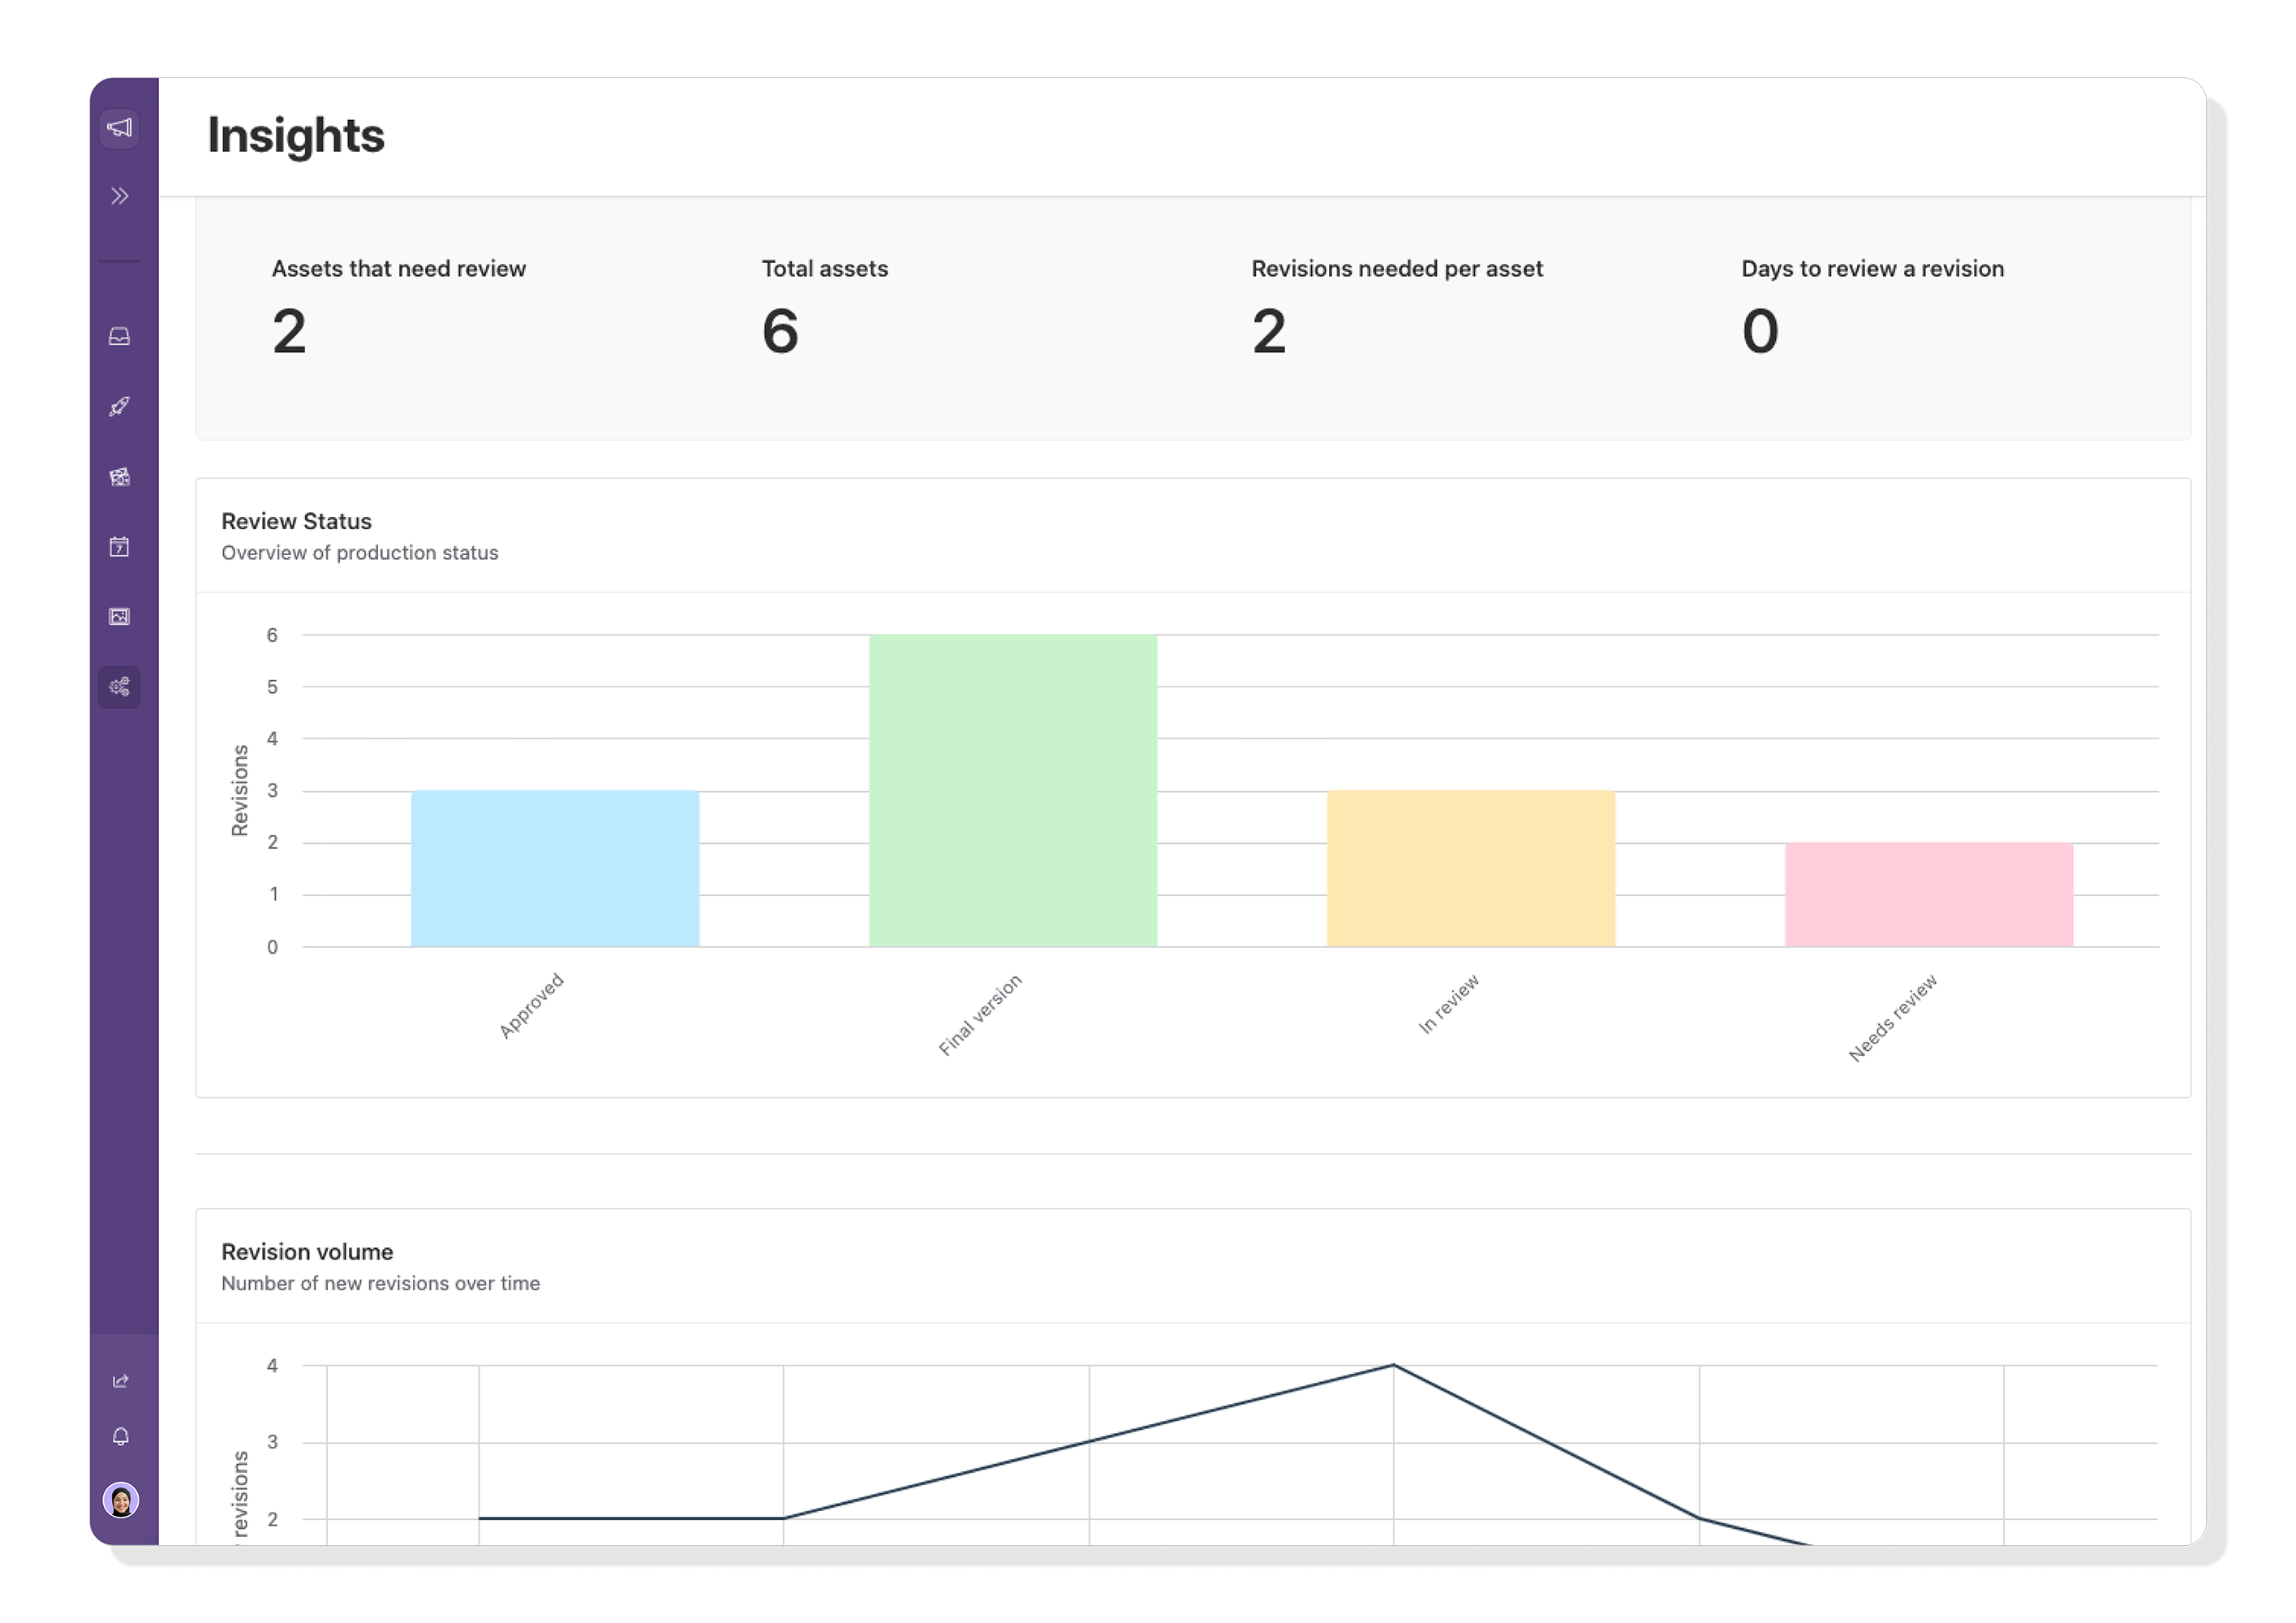 Insights
Assets that need review
2
Total assets
6
Revisions needed per asset
2
Days to review a revision
0
Review Status
Overview of production status
Revisions
6
5
4
3
2
1
0
Approved
Final version
In review
Needs review
Revision volume
Number of new revisions over time
revisions
4
3
2
7